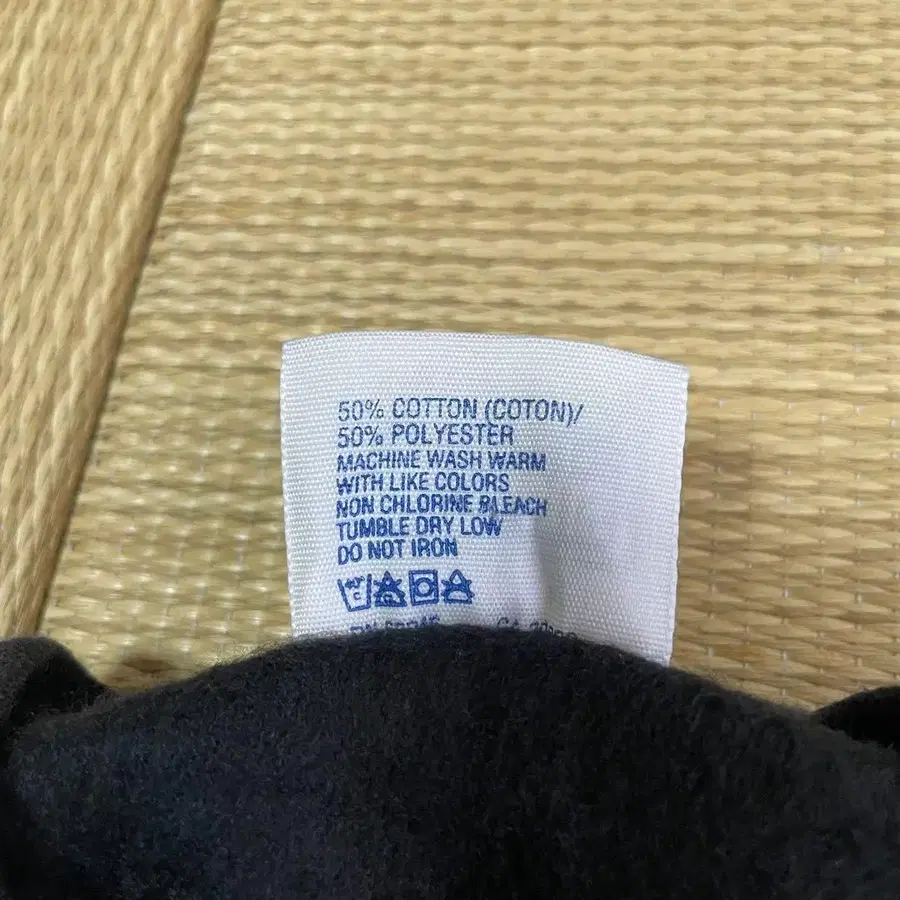 50% COTTON (COTON)/
50% POLYESTER
MACHINE WASH WARM
WITH LIKE COLORS
NON CHLORINE BLEACH
TUMBLE DRY LOW
DO NOT IRON